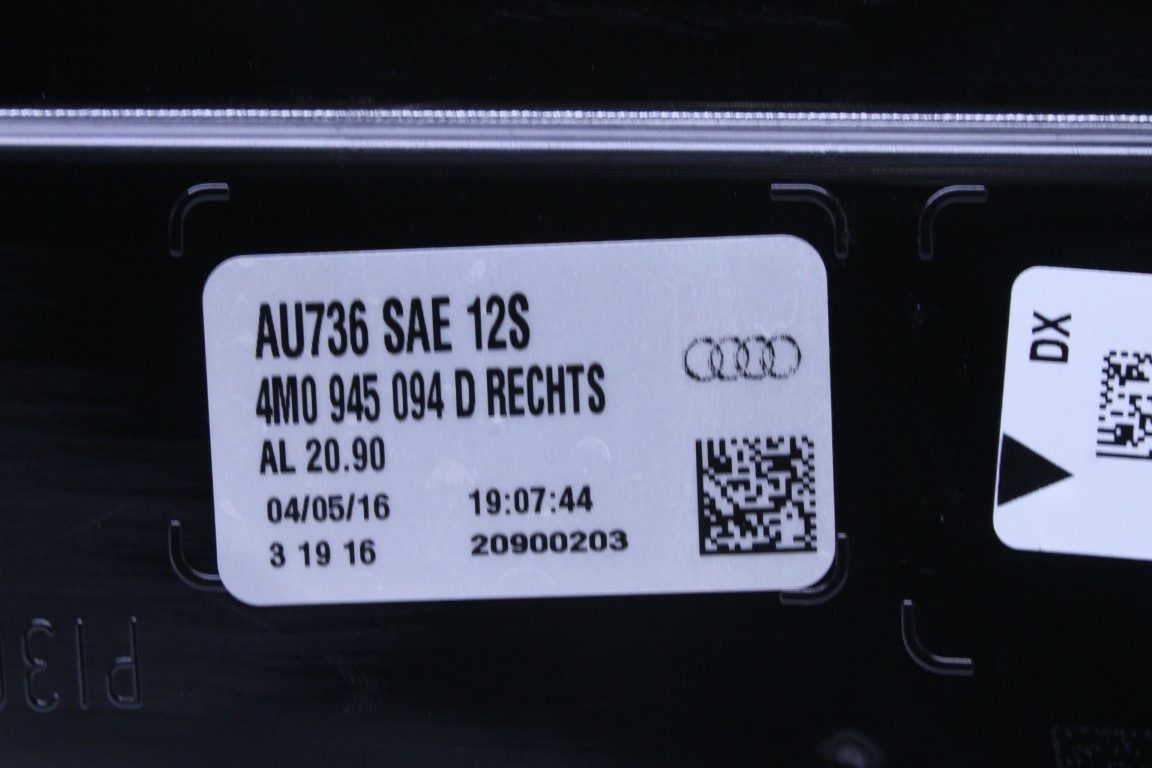 AU736 SAE 12S
4M0 945 094 D RECHTS
AL 20.90
04/05/16 19:07:44
3 19 16 20900203
DX